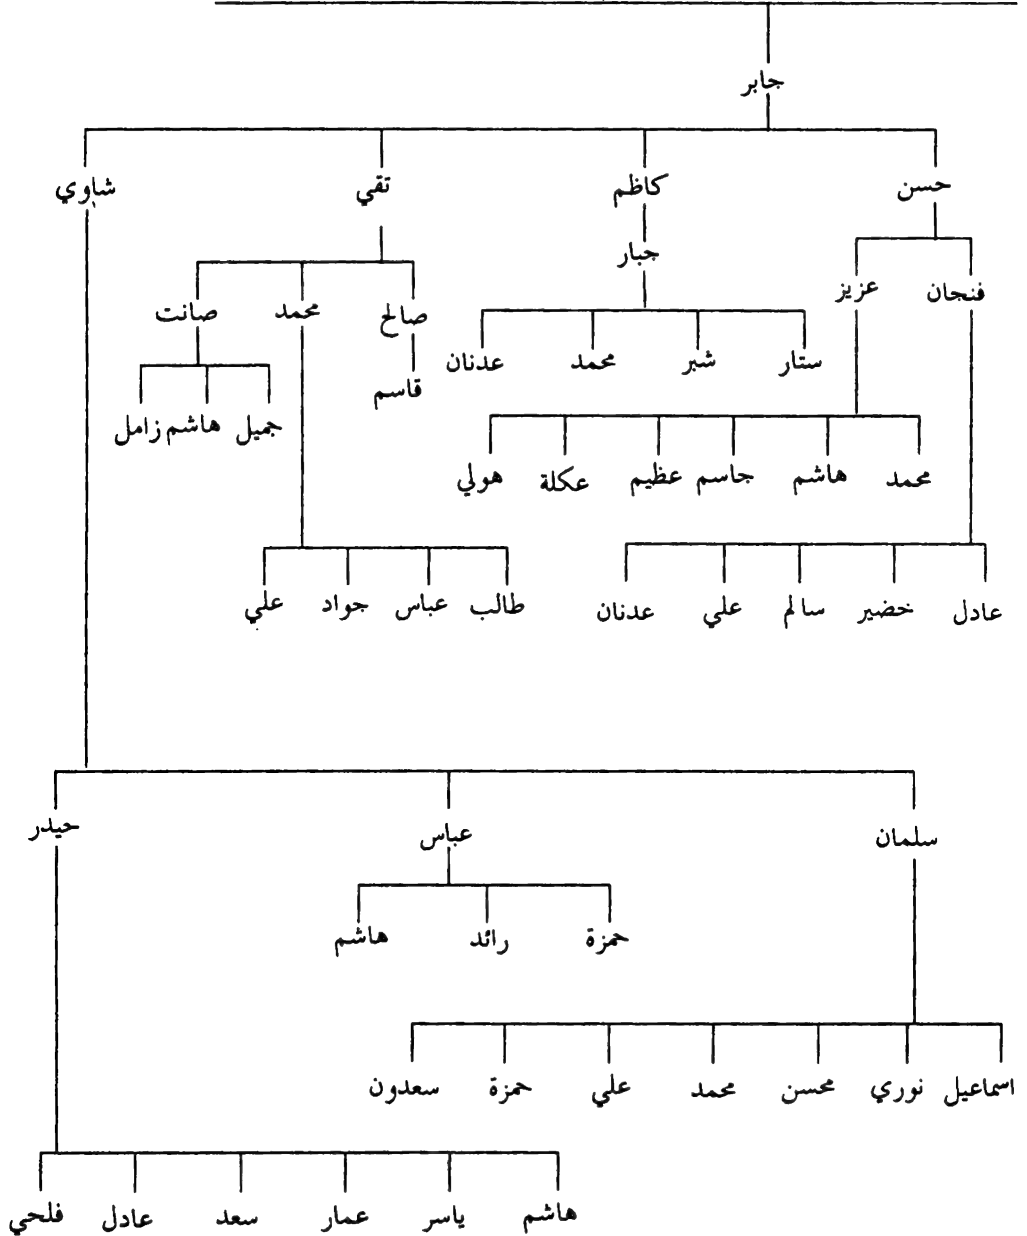 جابر
حسن كاظم تقي شاوي
جبار
فنجان عزيز
صالح محمد صانت
ستار شبر محمد عدنان
قاسم
جميل هاشم زامل
محمد هاشم جاسم عظيم عكلة هولي
عادل خضير سالم علي عدنان
طالب عباس جواد علي
سلمان عباس حيدر
حمزة رائد هاشم
اسماعيل نوري محسن محمد علي حمزة سعدون
هاشم ياسر عمار سعد عادل فلحي